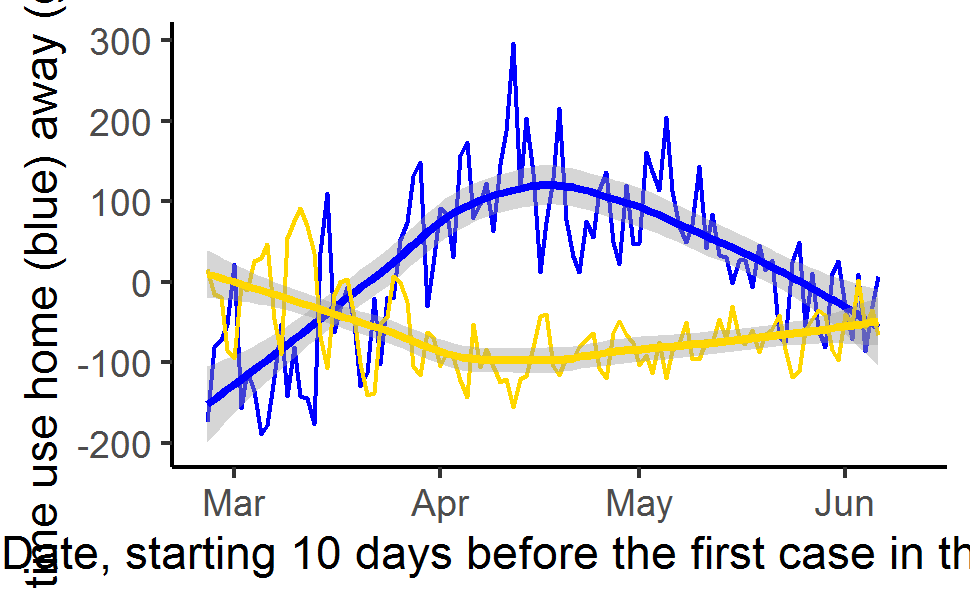 time use home (blue) away (
300
200
100
0
-100
-200
Mar Apr May Jun
Date, starting 10 days before the first case in th